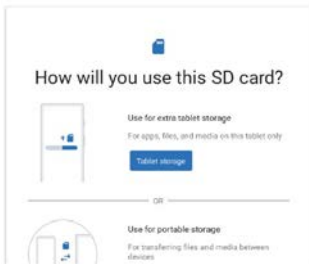 How will you use this SD card?
Use for extra tablet storage
For apps, files, and media on this tablet only
Tablet storage
OR
Use for portable storage
For transferring files and media between
devices